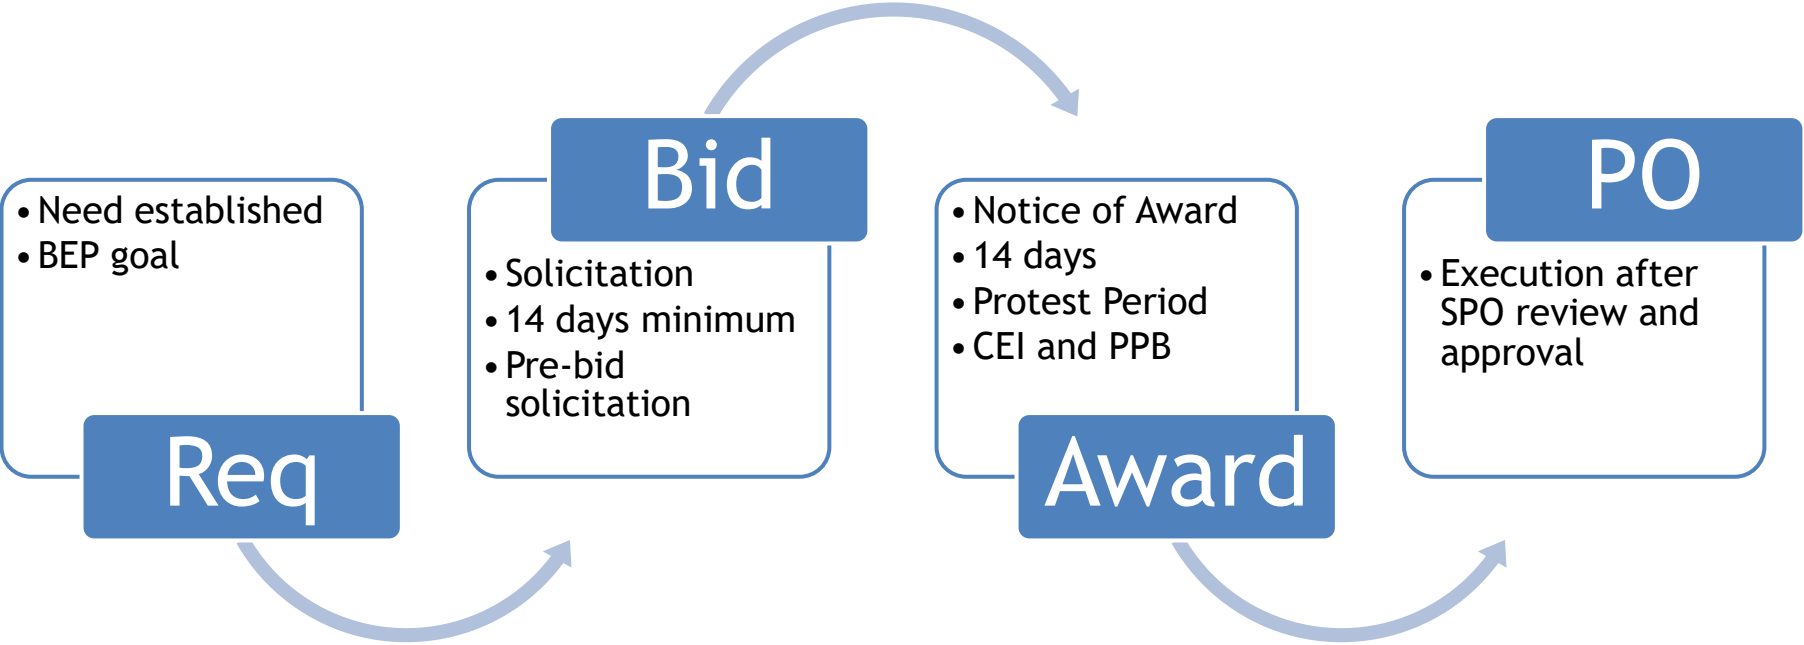 • Need established
• BEP goal
Req
Bid
• Solicitation
• 14 days minimum
• Pre-bid
solicitation
• Notice of Award
• 14 days
• Protest Period
• CEI and PPB
Award
PO
• Execution after
SPO review and
approval